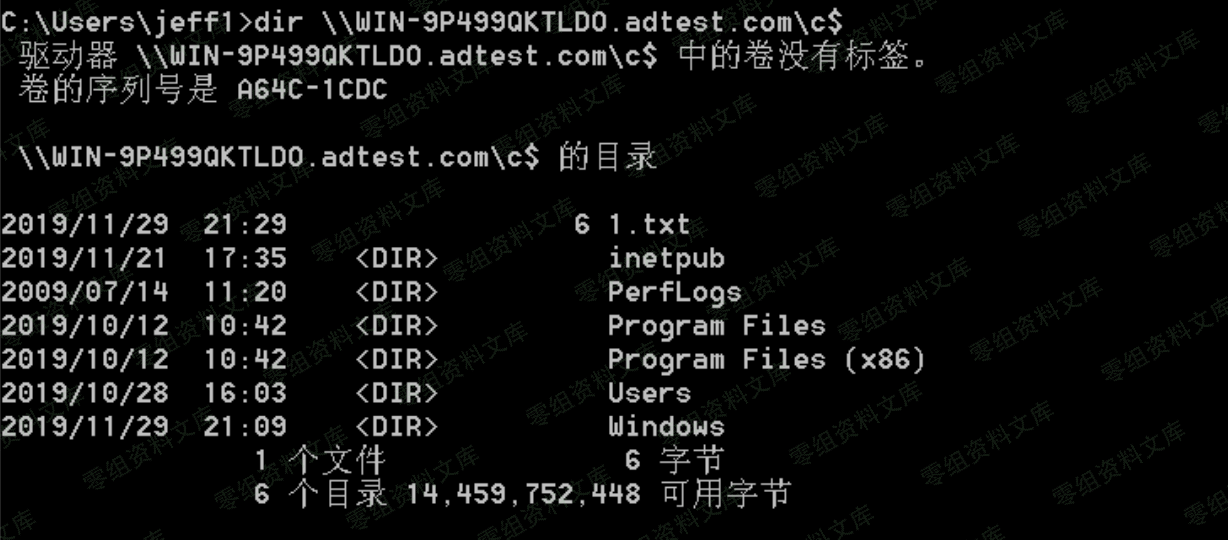 C:\Users\jeff1>dir \\WIN-9P499QKTLDO.adtest.com\c$
驱动器 \\WIN-9P499QKTLDO.adtest.com\c$ 中的卷没有标签。
卷的序列号是 A64C-1CDC
\\WIN-9P499QKTLDO.adtest.com\c$ 的目录
2019/11/29  21:29                 6 1.txt
2019/11/21  17:35    <DIR>          inetpub
2009/07/14  11:20    <DIR>          PerfLogs
2019/10/12  10:42    <DIR>          Program Files
2019/10/12  10:42    <DIR>          Program Files (x86)
2019/10/28  16:03    <DIR>          Users
2019/11/29  21:09    <DIR>          Windows
1 个文件              6 字节
6 个目录 14,459,752,448 可用字节
零组资料文库